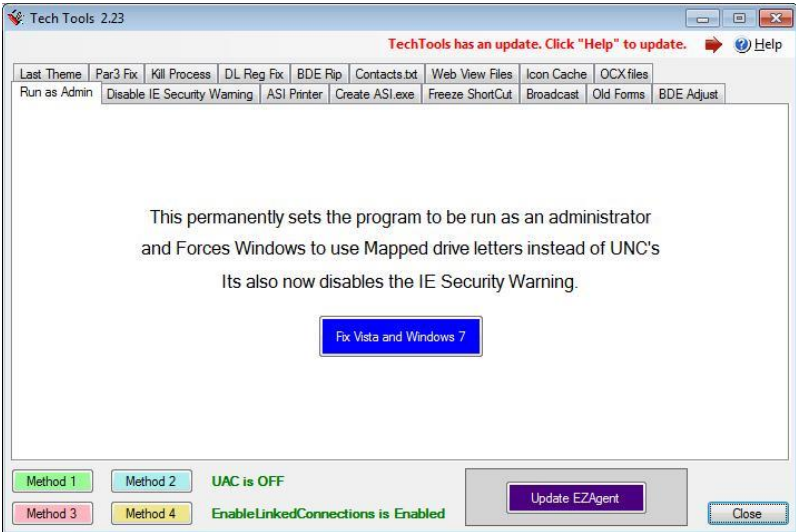 Tech Tools 2.23
TechTools has an update. Click "Help" to update.
Help
Last Theme Par3 Fix Kill Process DL Reg Fix BDE Rip Contacts.txt Web View Files Icon Cache OCX files
Run as Admin Disable IE Security Warning ASI Printer Create ASI.exe Freeze ShortCut Broadcast Old Forms BDE Adjust
This permanently sets the program to be run as an administrator
and Forces Windows to use Mapped drive letters instead of UNC's
Its also now disables the IE Security Warning.
Fix Vista and Windows 7
Method 1 Method 2 UAC is OFF
Update EZAgent
Method 3 Method 4 EnableLinkedConnections is Enabled
Close